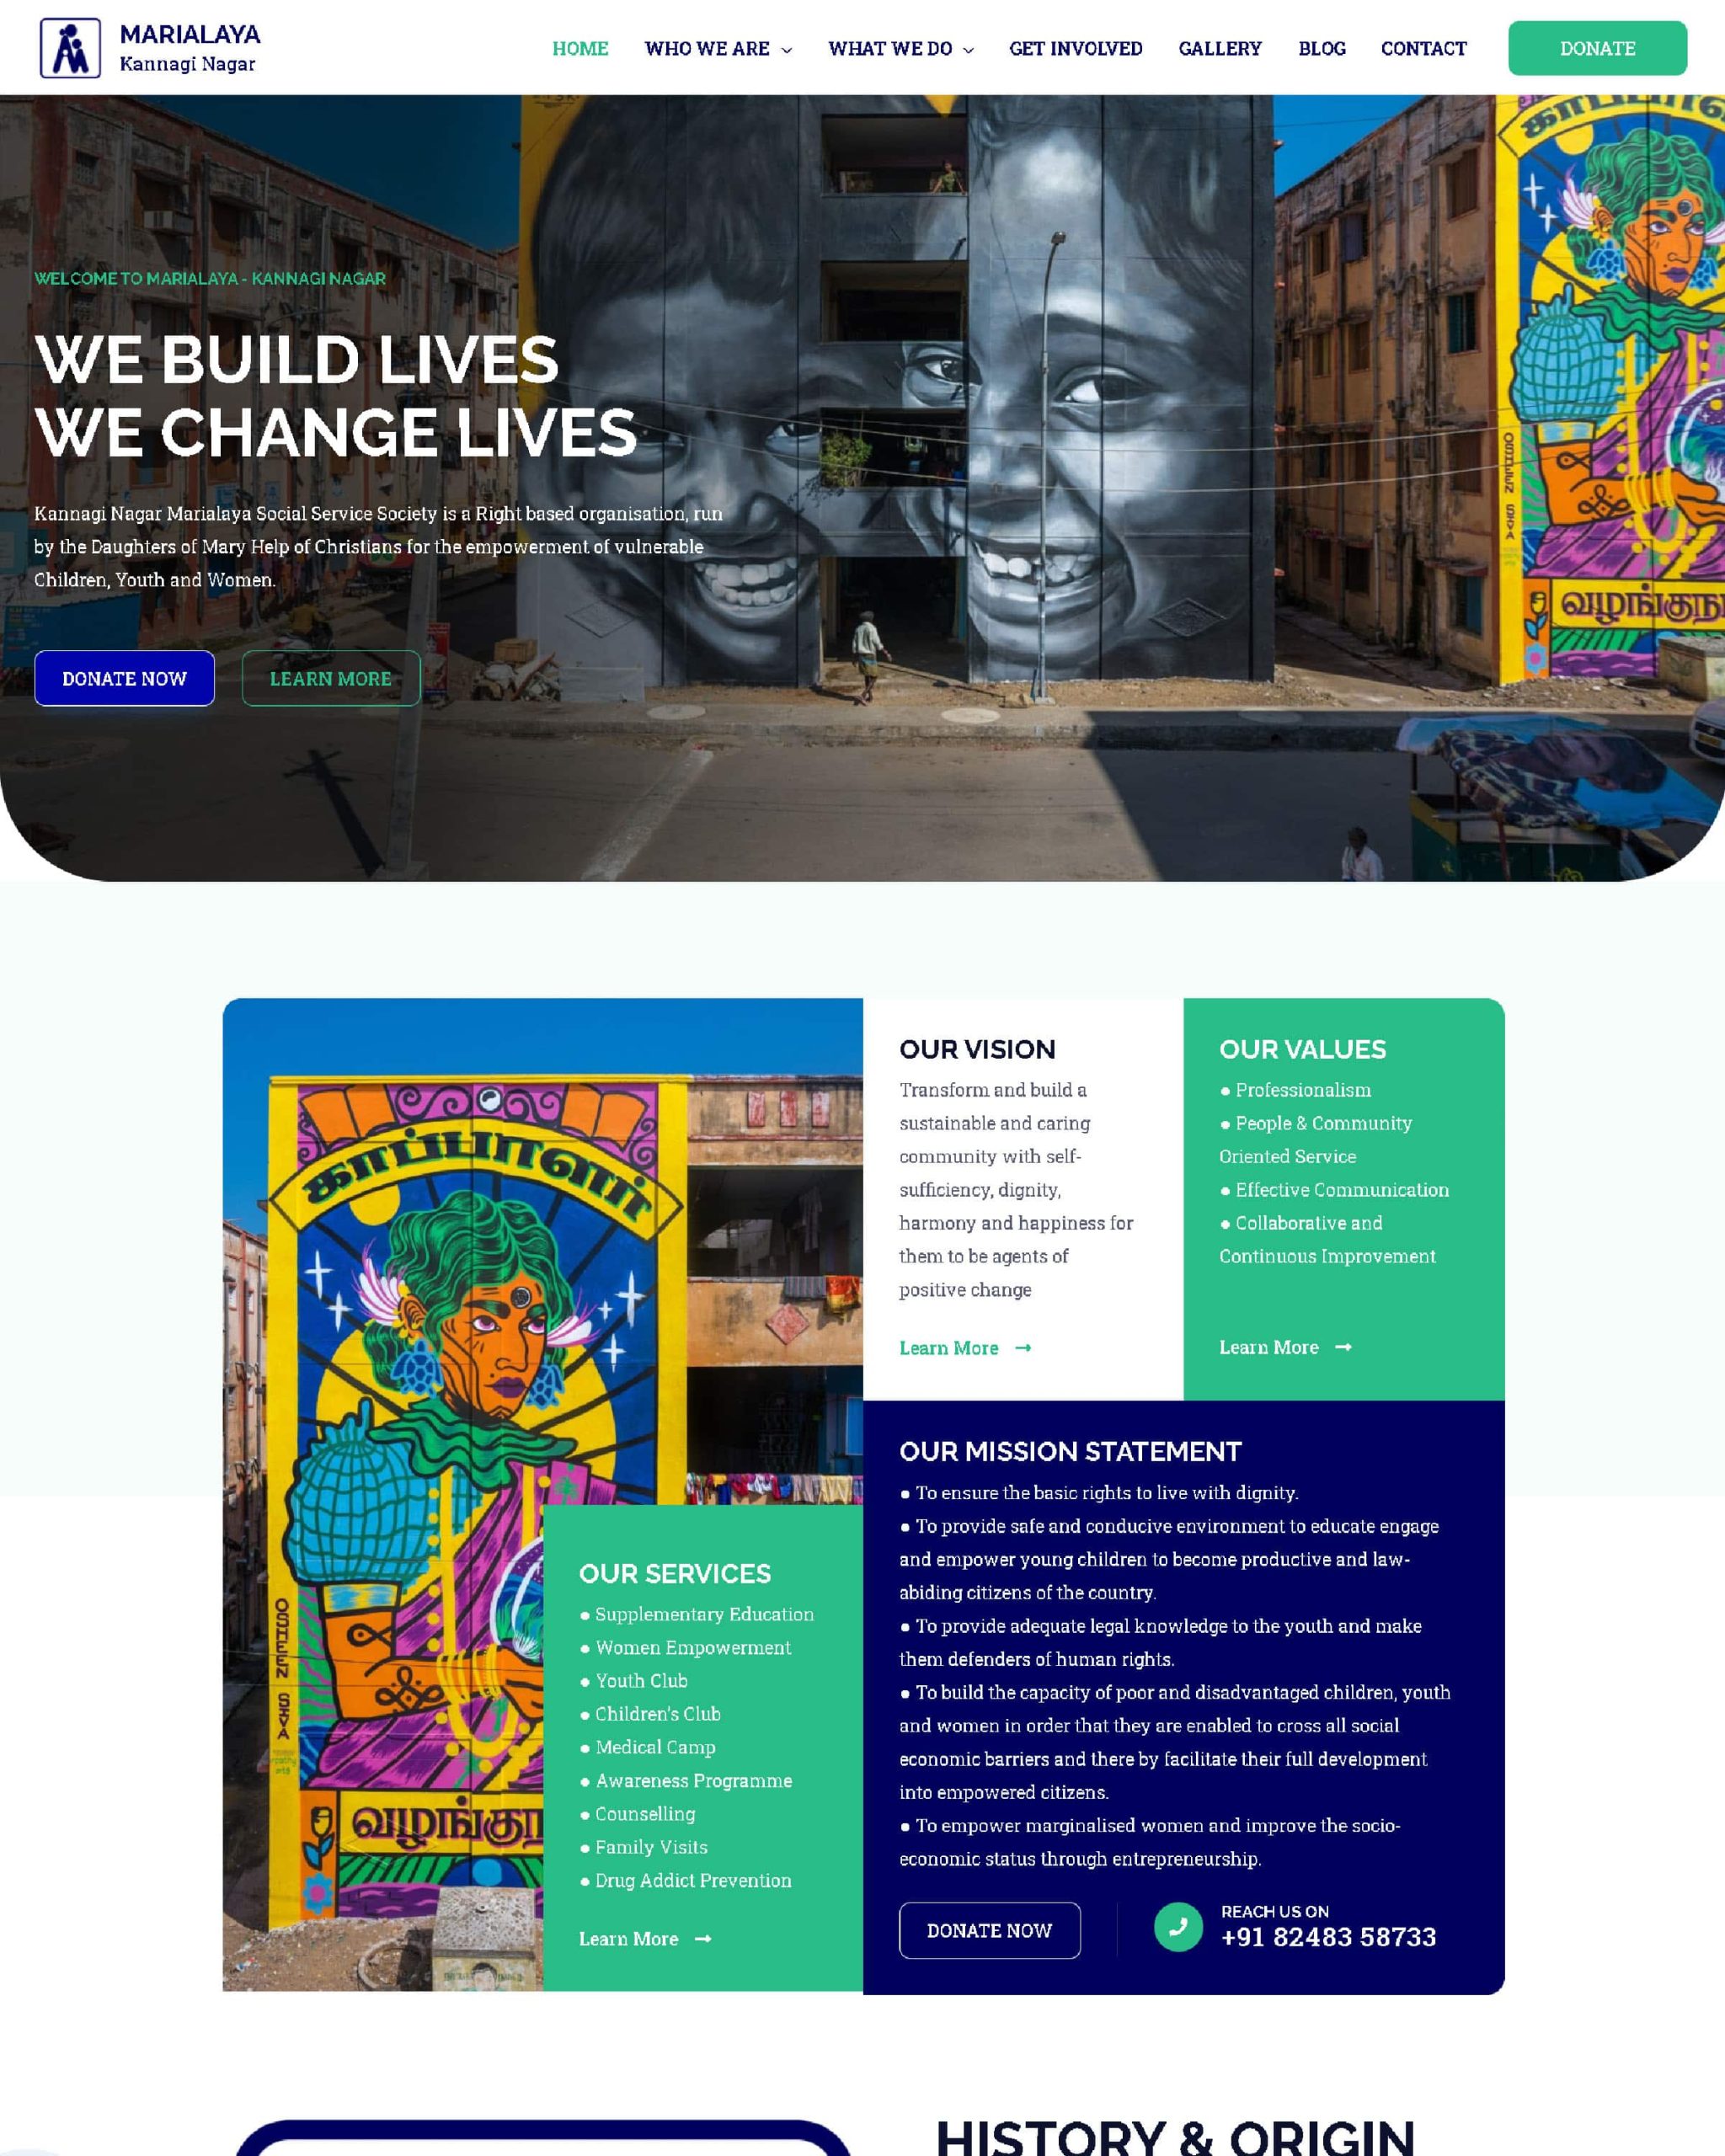 MARIALAYA
Kannagi Nagar
HOME WHO WE ARE WHAT WE DO GET INVOLVED GALLERY BLOG CONTACT DONATE
WELCOME TO MARIALAYA - KANNAGI NAGAR
WE BUILD LIVES
WE CHANGE LIVES
Kannagi Nagar Marialaya Social Service Society is a Right based organisation, run
by the Daughters of Mary Help of Christians for the empowerment of vulnerable
Children, Youth and Women.
DONATE NOW LEARN MORE
OSHEEN SIVA
காப்பாளர்
OSHEEN SIVA
OUR VISION
Transform and build a
sustainable and caring
community with self-
sufficiency, dignity,
harmony and happiness for
them to be agents of
positive change
Learn More →
OUR VALUES
● Professionalism
● People & Community
Oriented Service
● Effective Communication
● Collaborative and
Continuous Improvement
Learn More →
OUR SERVICES
● Supplementary Education
● Women Empowerment
● Youth Club
● Children's Club
● Medical Camp
● Awareness Programme
● Counselling
● Family Visits
● Drug Addict Prevention
Learn More →
OUR MISSION STATEMENT
● To ensure the basic rights to live with dignity.
● To provide safe and conducive environment to educate engage
and empower young children to become productive and law-
abiding citizens of the country.
● To provide adequate legal knowledge to the youth and make
them defenders of human rights.
● To build the capacity of poor and disadvantaged children, youth
and women in order that they are enabled to cross all social
economic barriers and there by facilitate their full development
into empowered citizens.
● To empower marginalised women and improve the socio-
economic status through entrepreneurship.
DONATE NOW
REACH US ON
+91 82483 58733
HISTORY & ORIGIN